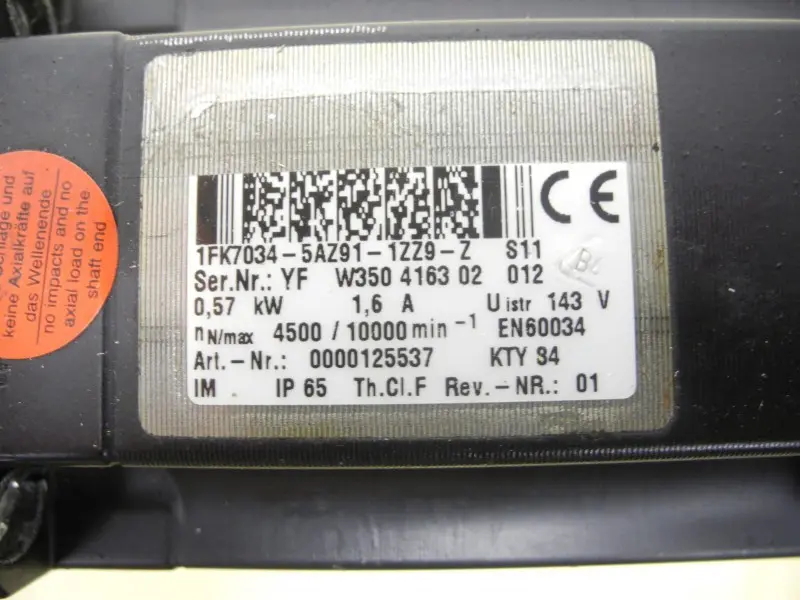 Schläge und
keine Axialkräfte auf
das Wellenende
no impacts and no
axial load on the
shaft end
CE
1FK7034-5AZ91-1ZZ9-Z S11
Ser.Nr.: YF W350 4163 02 012
0,57 kW 1,6 A U istr 143 V
n N/max 4500 / 10000 min -1 EN60034
Art.-Nr.: 0000125537 KTY 84
IM IP 65 Th.Cl.F Rev.-NR.: 01